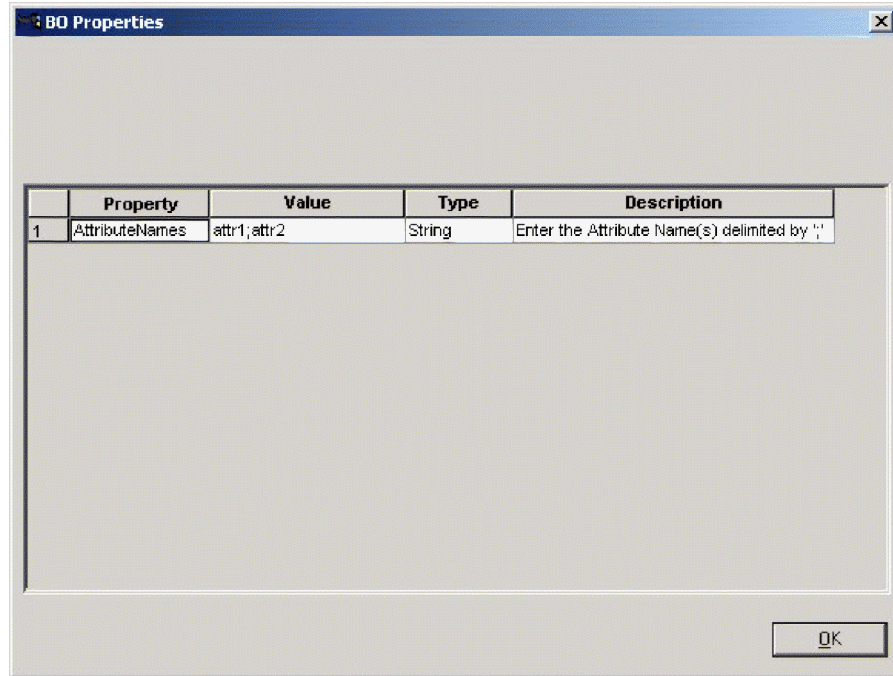 BO Properties
Property Value Type Description
1 AttributeNames attr1;attr2 String Enter the Attribute Name(s) delimited by ';'
OK